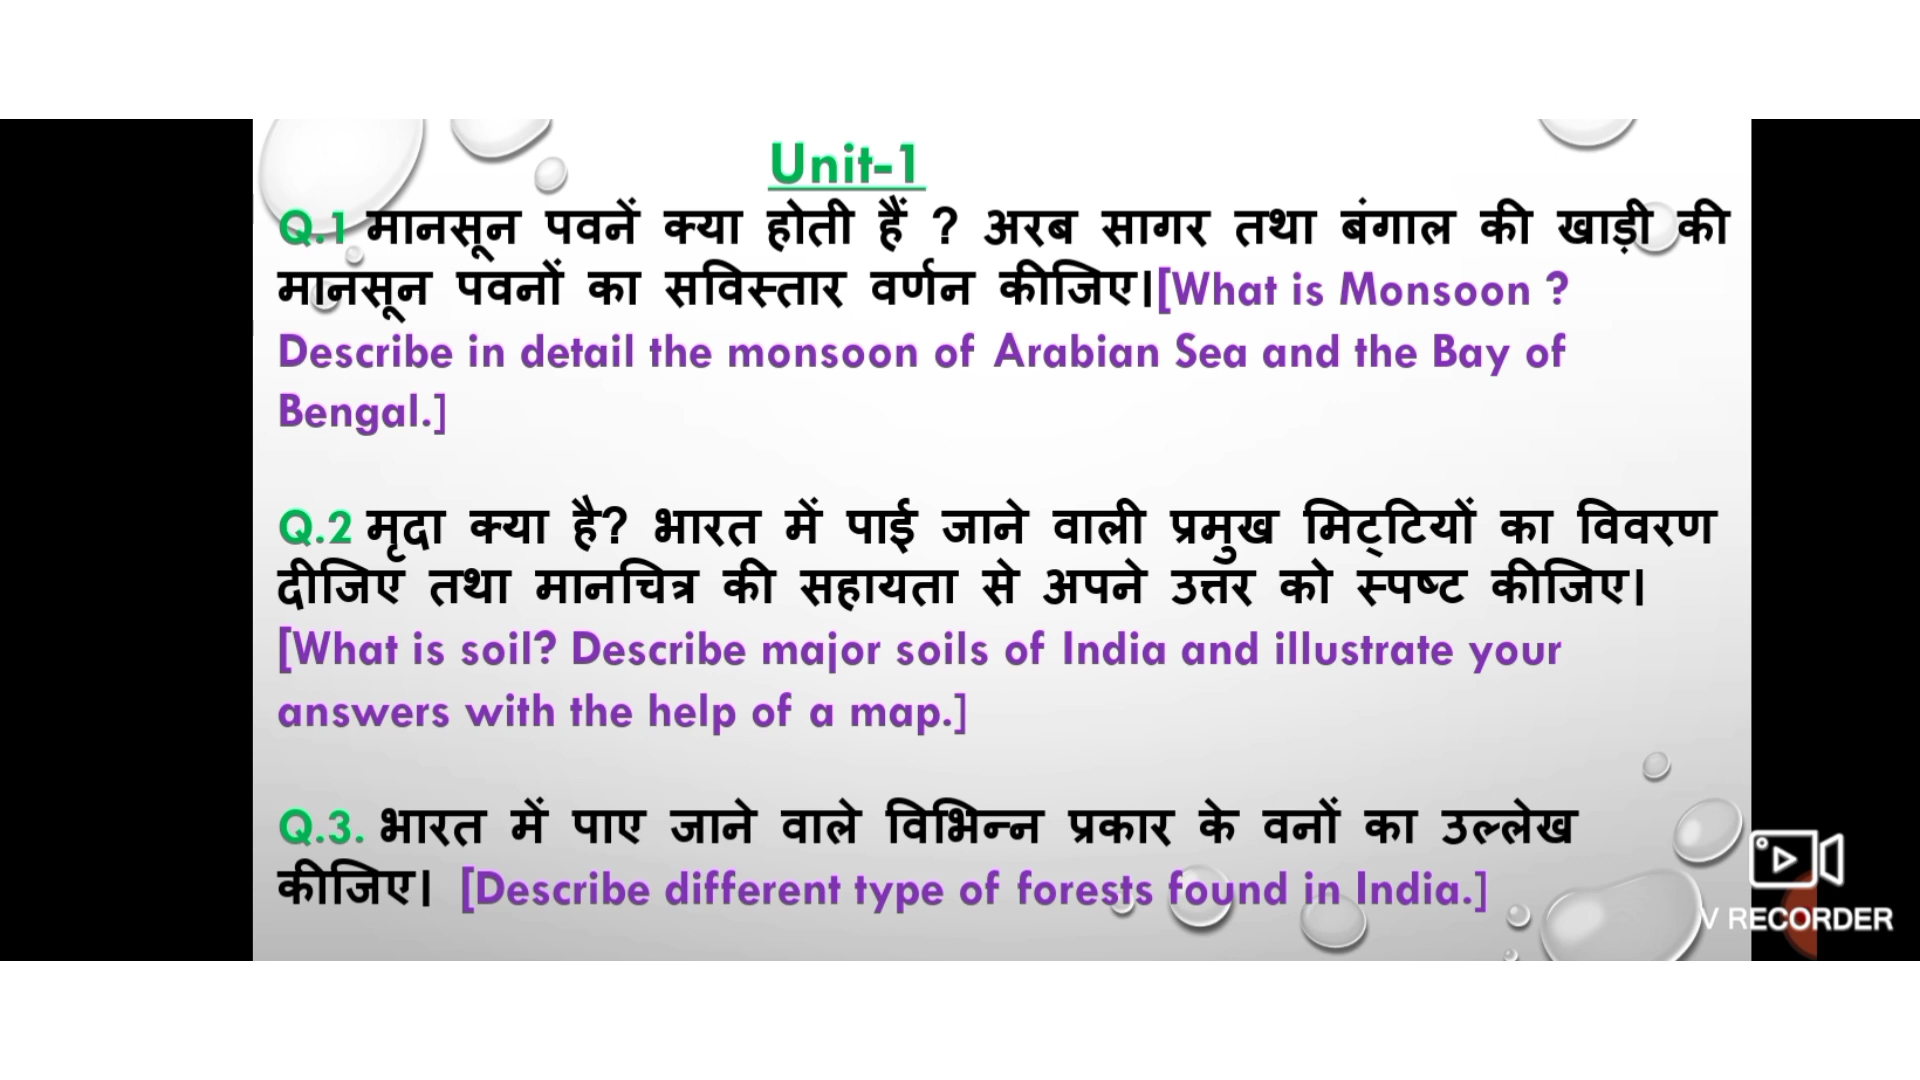 Unit-1
Q.1 मानसून पवनें क्या होती हैं ? अरब सागर तथा बंगाल की खाड़ी की
मानसून पवनों का सविस्तार वर्णन कीजिए।[What is Monsoon ?
Describe in detail the monsoon of Arabian Sea and the Bay of
Bengal.]
Q.2 मृदा क्या है? भारत में पाई जाने वाली प्रमुख मिट्टियों का विवरण
दीजिए तथा मानचित्र की सहायता से अपने उत्तर को स्पष्ट कीजिए।
[What is soil? Describe major soils of India and illustrate your
answers with the help of a map.]
Q.3. भारत में पाए जाने वाले विभिन्न प्रकार के वनों का उल्लेख
कीजिए। [Describe different type of forests found in India.]
V RECORDER